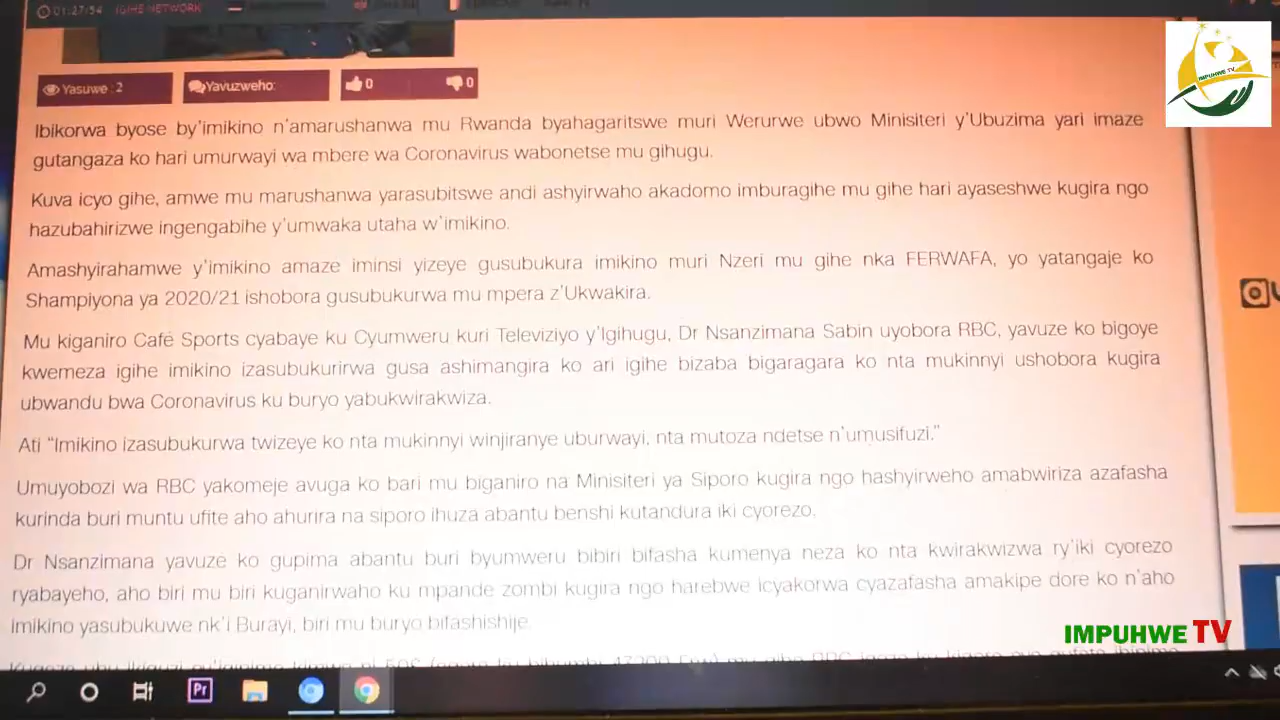 01:27:54 IGIHE NETWORK
IMPUHWE TV
Yasuwe : 2
Yavuzweho:
0
0
Ibikorwa byose by'imikino n'amarushanwa mu Rwanda byahagaritswe muri Werurwe ubwo Minisiteri y'Ubuzima yari imaze
gutangaza ko hari umurwayi wa mbere wa Coronavirus wabonetse mu gihugu.
Kuva icyo gihe, amwe mu marushanwa yarasubitswe andi ashyirwaho akadomo imburagihe mu gihe hari ayaseshwe kugira ngo
hazubahirizwe ingengabihe y'umwaka utaha w'imikino.
Amashyirahamwe y'imikino amaze iminsi yizeye gusubukura imikino muri Nzeri mu gihe nka FERWAFA, yo yatangaje ko
Shampiyona ya 2020/21 ishobora gusubukurwa mu mpera z'Ukwakira.
Mu kiganiro Café Sports cyabaye ku Cyumweru kuri Televiziyo y'Igihugu, Dr Nsanzimana Sabin uyobora RBC, yavuze ko bigoye
kwemeza igihe imikino izasubukurirwa gusa ashimangira ko ari igihe bizaba bigaragara ko nta mukinnyi ushobora kugira
ubwandu bwa Coronavirus ku buryo yabukwirakwiza.
Ati "Imikino izasubukurwa twizeye ko nta mukinnyi winjiranye uburwayi, nta mutoza ndetse n'umusifuzi."
Umuyobozi wa RBC yakomeje avuga ko bari mu biganiro na Minisiteri ya Siporo kugira ngo hashyirweho amabwiriza azafasha
kurinda buri muntu ufite aho ahurira na siporo ihuza abantu benshi kutandura iki cyorezo.
Dr Nsanzimana yavuze ko gupima abantu buri byumweru bibiri bifasha kumenya neza ko nta kwirakwizwa ry'iki cyorezo
ryabayeho, aho biri mu biri kuganirwaho ku mpande zombi kugira ngo harebwe icyakorwa cyazafasha amakipe dore ko n'aho
imikino yasubukuwe nk'i Burayi, biri mu buryo bifashishije.
IMPUHWE TV
Pr